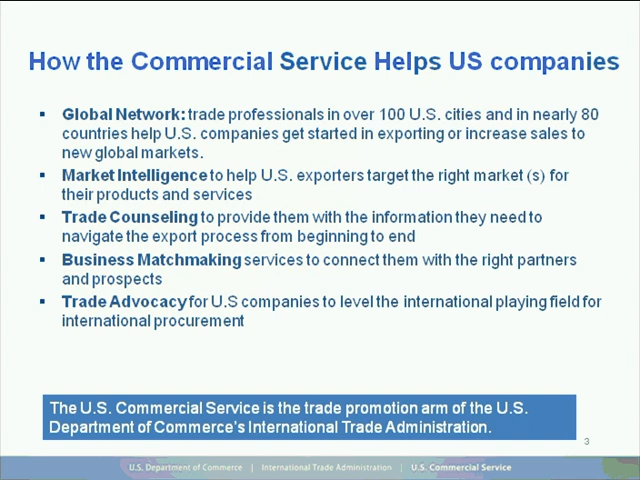 How the Commercial Service Helps US companies
▪ Global Network: trade professionals in over 100 U.S. cities and in nearly 80
countries help U.S. companies get started in exporting or increase sales to
new global markets.
▪ Market Intelligence to help U.S. exporters target the right market (s) for
their products and services
▪ Trade Counseling to provide them with the information they need to
navigate the export process from beginning to end
▪ Business Matchmaking services to connect them with the right partners
and prospects
▪ Trade Advocacy for U.S companies to level the international playing field for
international procurement
The U.S. Commercial Service is the trade promotion arm of the U.S.
Department of Commerce's International Trade Administration.
3
U.S. Department of Commerce | International Trade Administration | U.S. Commercial Service